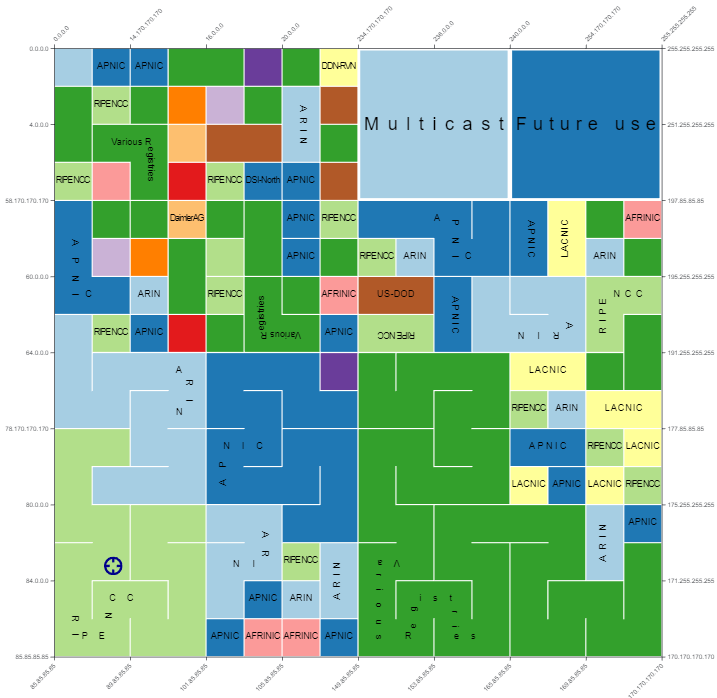 0.0.0.0 14.170.170.170 16.0.0.0 20.0.0.0 234.170.170.170 236.0.0.0 240.0.0.0 254.170.170.170 255.255.255.255
0.0.0.0 255.255.255.255
APNIC APNIC DDN-RVN
RIPENCC ARIN
4.0.0.0 Multicast Future use 251.255.255.255
Various Registries
RIPENCC RIPENCC DSI-North APNIC
58.170.170.170 197.85.85.85
APNIC DaimlerAG APNIC RIPENCC APNIC APNIC LACNIC AFRINIC
APNIC RIPENCC ARIN ARIN
60.0.0.0 195.255.255.255
ARIN RIPENCC Various Registries AFRINIC US-DOD APNIC ARIN RIPE NCC
RIPENCC APNIC APNIC RIPENCC
64.0.0.0 191.255.255.255
ARIN LACNIC
RIPENCC ARIN LACNIC
78.170.170.170 177.85.85.85
APNIC APNIC RIPENCC LACNIC
LACNIC APNIC LACNIC RIPENCC
80.0.0.0 175.255.255.255
ARIN ARIN APNIC
RIPENCC ARIN Various Registries
84.0.0.0 171.255.255.255
RIPE NCC APNIC ARIN
APNIC AFRINIC AFRINIC APNIC
85.85.85.85 170.170.170.170
85.85.85.85 89.85.85.85 101.85.85.85 105.85.85.85 149.85.85.85 153.85.85.85 165.85.85.85 169.85.85.85 170.170.170.170